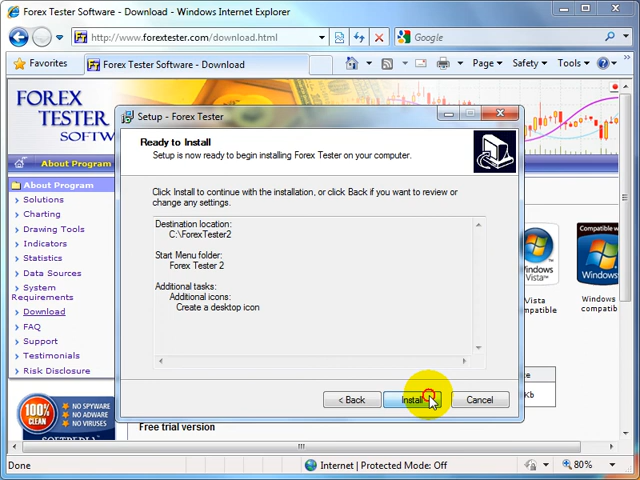 Forex Tester Software - Download - Windows Internet Explorer
http://www.forextester.com/download.html
Google
Favorites
Forex Tester Software - Download
Page
Safety
Tools
FOREX
TESTER
SOFTW
About Program
About Program
Solutions
Charting
Drawing Tools
Indicators
Statistics
Data Sources
System
Requirements
Download
FAQ
Support
Testimonials
Risk Disclosure
100%
CLEAN
NO SPYWARE
NO ADWARE
NO VIRUSES
SOFTPEDIA
Setup - Forex Tester
Ready to Install
Setup is now ready to begin installing Forex Tester on your computer.
Click Install to continue with the installation, or click Back if you want to review or
change any settings.
Destination location:
C:\ForexTester2
Start Menu folder:
Forex Tester 2
Additional tasks:
Additional icons:
Create a desktop icon
< Back
Install
Cancel
Windows
Vista
Compatible with
Windows
Vista
mpatible
Windows
compatib
e
Kb
Free trial version
Done
Internet | Protected Mode: Off
80%